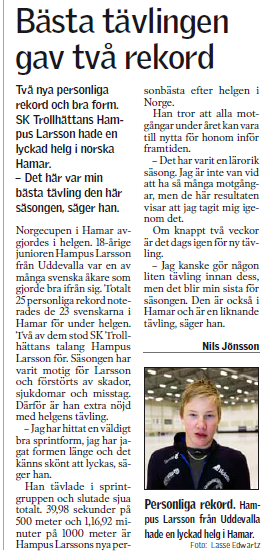 Bästa tävlingen
gav två rekord
Två nya personliga
rekord och bra form.
SK Trollhättans Ham-
pus Larsson hade en
lyckad helg i norska
Hamar.
– Det här var min
bästa tävling den här
säsongen, säger han.
Norgecupen i Hamar av-
gjordes i helgen. 18-årige
junioren Hampus Larsson
från Uddevalla var en av
många svenska åkare som
gjorde bra ifrån sig. Totalt
25 personliga rekord note-
rades de 23 svenskarna i
Hamar för under helgen.
Två av dem stod SK Troll-
hättans talang Hampus
Larsson för. Säsongen har
varit motig för Larsson
och förstörts av skador,
sjukdomar och misstag.
Därför är han extra nöjd
med helgens tävling.
– Jag har hittat en väldigt
bra sprintform, jag har ja-
gat formen länge och det
känns skönt att lyckas, sä-
ger han.
Han tävlade i sprint-
gruppen och slutade sjua
totalt. 39,98 sekunder på
500 meter och 1,16,92 mi-
nuter på 1000 meter är
Hampus Larssons nya per-
sonbästa efter helgen i
Norge.
Han tror att alla mot-
gångar under året kan vara
till nytta för honom inför
framtiden.
– Det har varit en lärorik
säsong. Jag är inte van vid
att ha så många motgång-
ar, men de här resultaten
visar att jag tagit mig ige-
nom det.
Om knappt två veckor
är det dags igen för ny täv-
ling.
– Jag kanske gör någon
liten tävling innan dess,
men det blir min sista för
säsongen. Den är också i
Hamar och är en liknande
tävling, säger han.
Nils Jönsson
Personliga rekord. Ham-
pus Larsson från Uddevalla
hade en lyckad helg i Hamar.
Foto: Lasse Edwartz